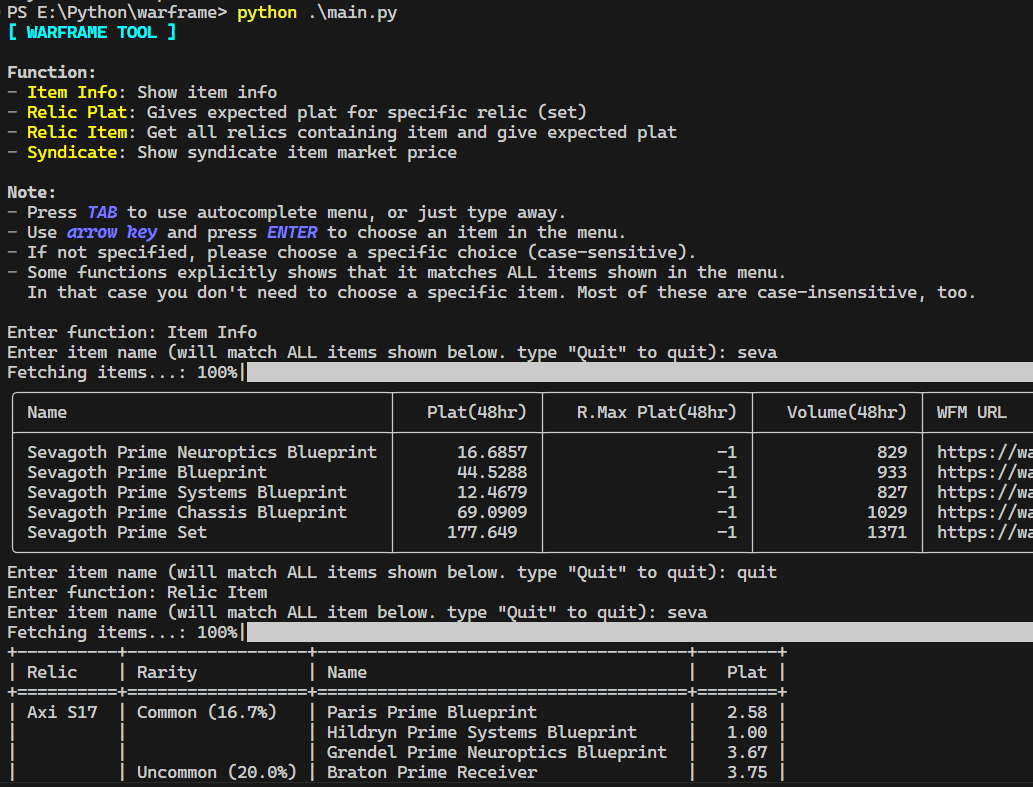 PS E:\Python\warframe> python .\main.py
[ WARFRAME TOOL ]
Function:
- Item Info: Show item info
- Relic Plat: Gives expected plat for specific relic (set)
- Relic Item: Get all relics containing item and give expected plat
- Syndicate: Show syndicate item market price
Note:
- Press TAB to use autocomplete menu, or just type away.
- Use arrow key and press ENTER to choose an item in the menu.
- If not specified, please choose a specific choice (case-sensitive).
- Some functions explicitly shows that it matches ALL items shown in the menu.
In that case you don't need to choose a specific item. Most of these are case-insensitive, too.
Enter function: Item Info
Enter item name (will match ALL items shown below. type "Quit" to quit): seva
Fetching items...: 100%|
Name Plat(48hr) R.Max Plat(48hr) Volume(48hr) WFM URL
Sevagoth Prime Neuroptics Blueprint 16.6857 -1 829 https://wa
Sevagoth Prime Blueprint 44.5288 -1 933 https://wa
Sevagoth Prime Systems Blueprint 12.4679 -1 827 https://wa
Sevagoth Prime Chassis Blueprint 69.0909 -1 1029 https://wa
Sevagoth Prime Set 177.649 -1 1371 https://wa
Enter item name (will match ALL items shown below. type "Quit" to quit): quit
Enter function: Relic Item
Enter item name (will match ALL item below. type "Quit" to quit): seva
Fetching items...: 100%|
Relic Rarity Name Plat
Axi S17 Common (16.7%) Paris Prime Blueprint 2.58
Hildryn Prime Systems Blueprint 1.00
Grendel Prime Neuroptics Blueprint 3.67
Uncommon (20.0%) Braton Prime Receiver 3.75